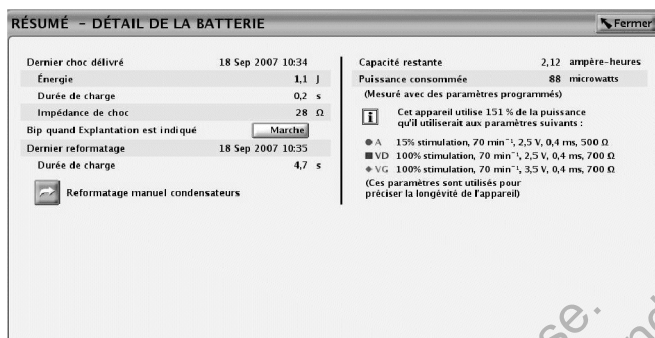 RÉSUMÉ – DÉTAIL DE LA BATTERIE
Fermer
Dernier choc délivré 18 Sep 2007 10:34
Énergie 1,1 J
Durée de charge 0,2 s
Impédance de choc 28 Ω
Bip quand Explantation est indiqué Marche
Dernier reformatage 18 Sep 2007 10:35
Durée de charge 4,7 s
Reformatage manuel condensateurs
Capacité restante 2,12 ampère-heures
Puissance consommée 88 microwatts
(Mesuré avec des paramètres programmés)
Cet appareil utilise 151 % de la puissance
qu'il utiliserait aux paramètres suivants :
A 15% stimulation, 70 min⁻¹, 2,5 V, 0,4 ms, 500 Ω
VD 100% stimulation, 70 min⁻¹, 2,5 V, 0,4 ms, 700 Ω
VG 100% stimulation, 70 min⁻¹, 3,5 V, 0,4 ms, 700 Ω
(Ces paramètres sont utilisés pour
préciser la longévité de l'appareil)